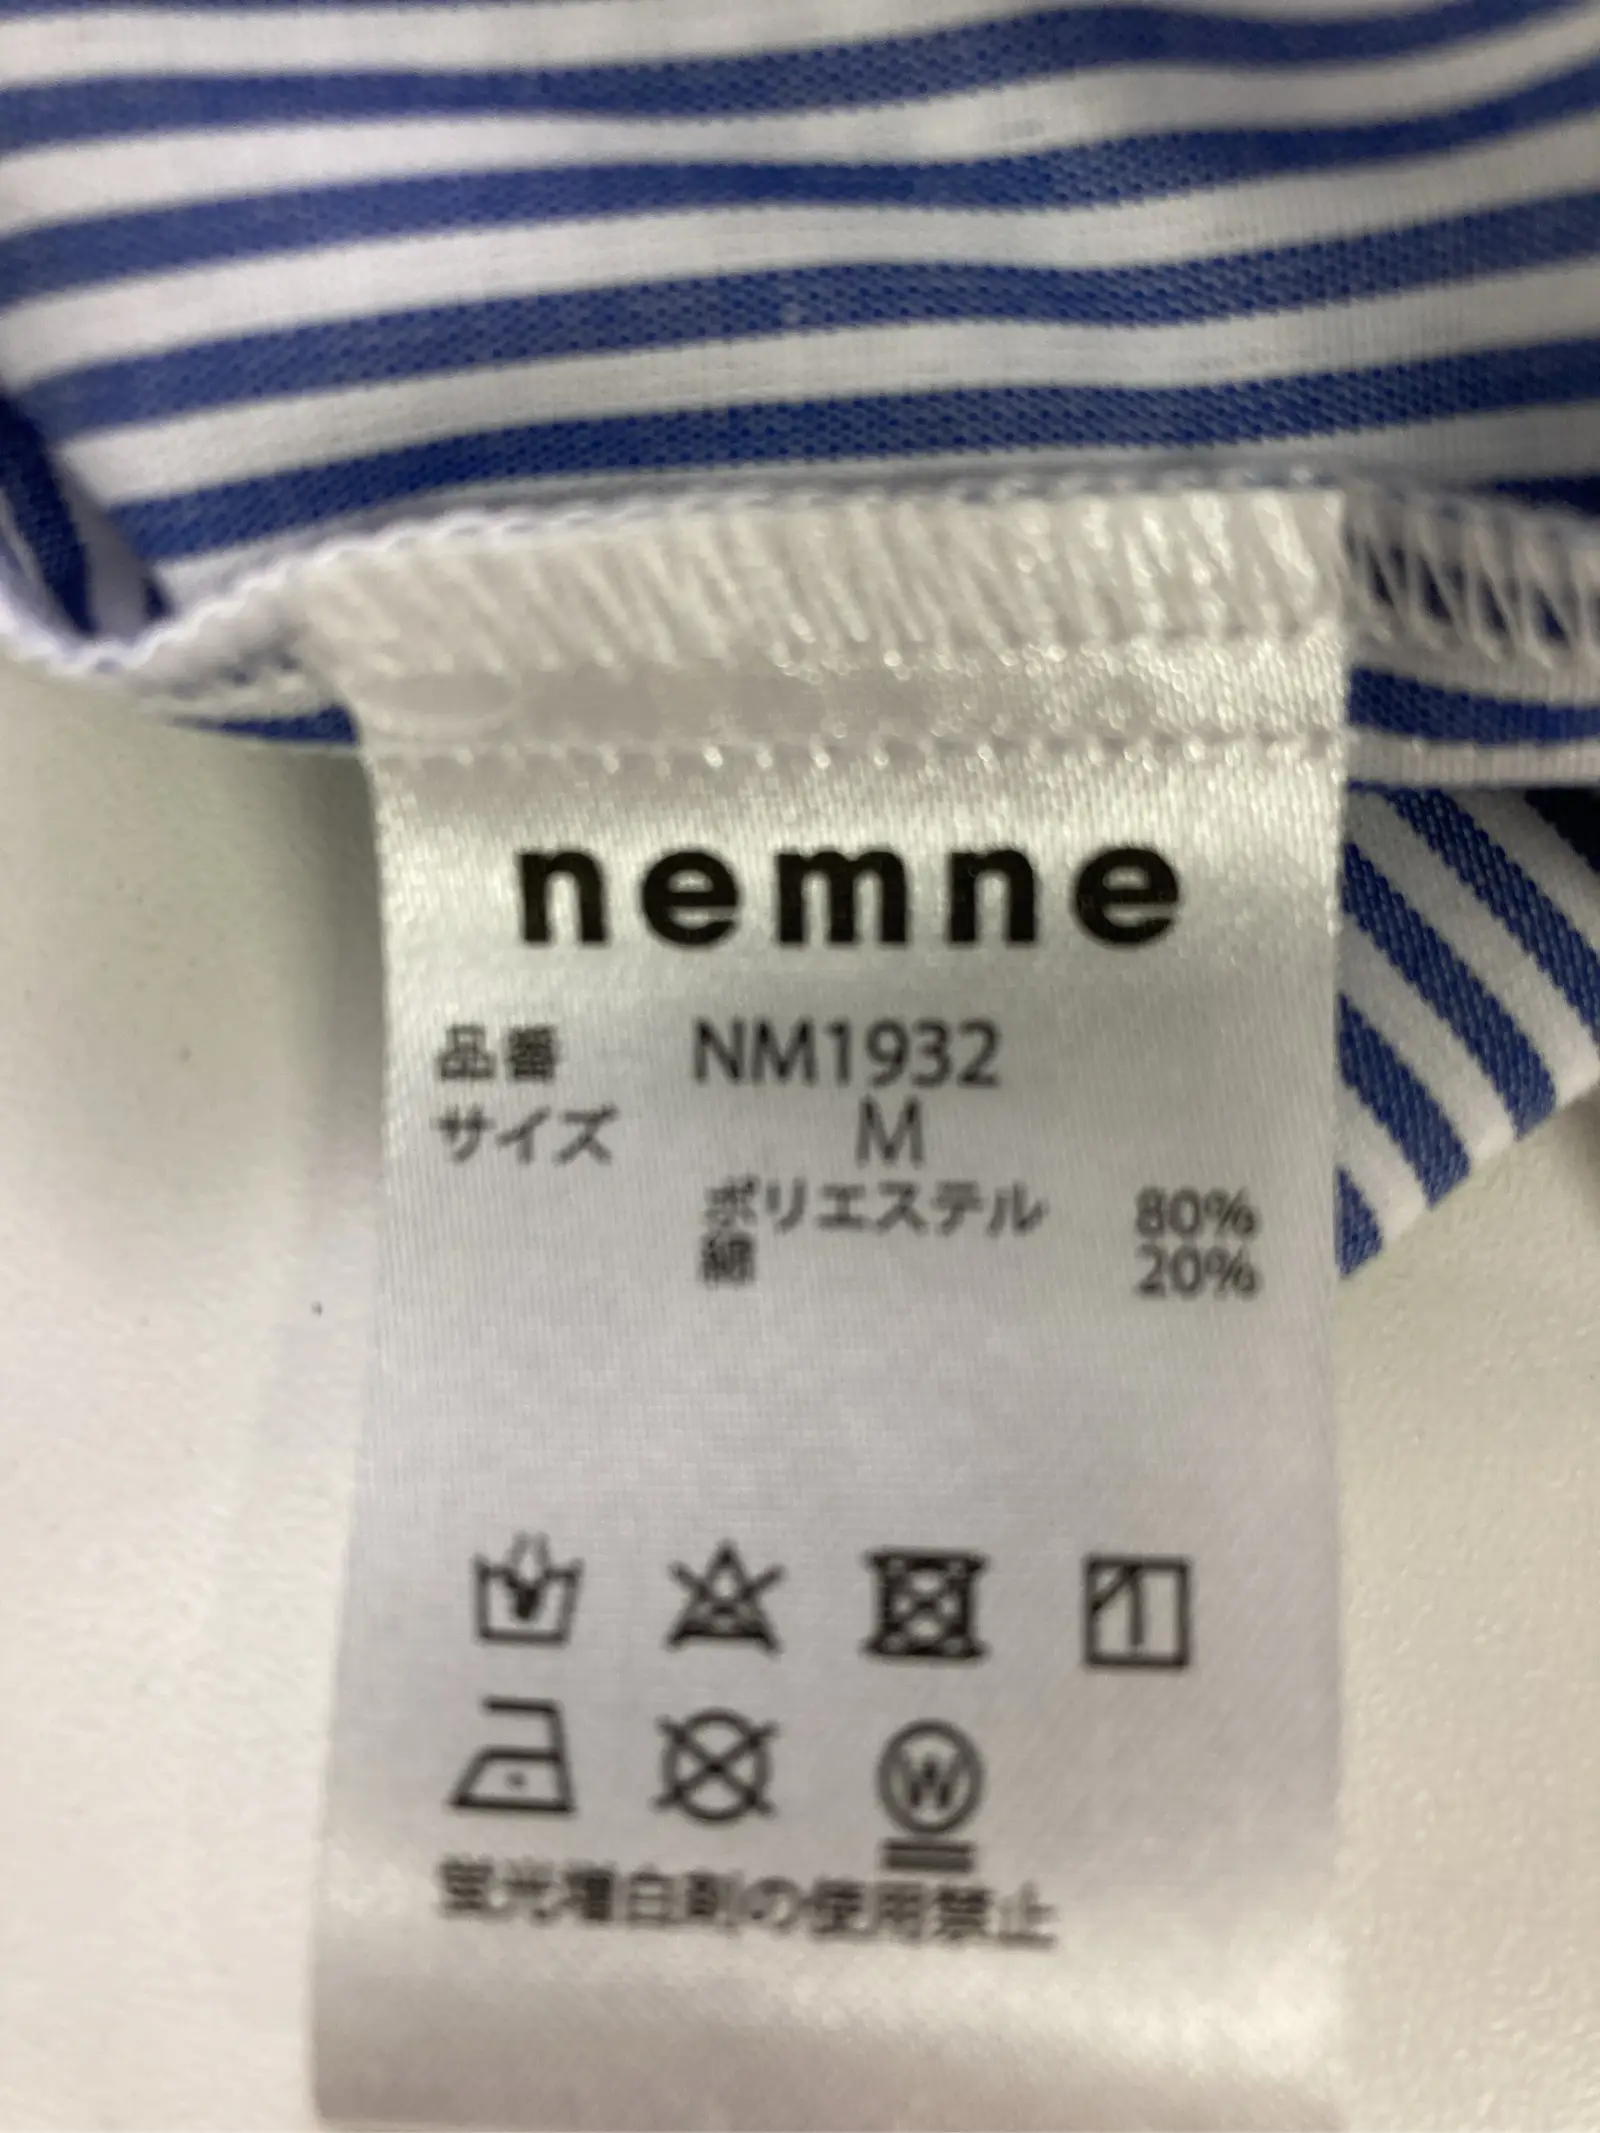 nemne
品番 NM1932
サイズ M
ポリエステル 80%
綿 20%
W
蛍光増白剤の使用禁止